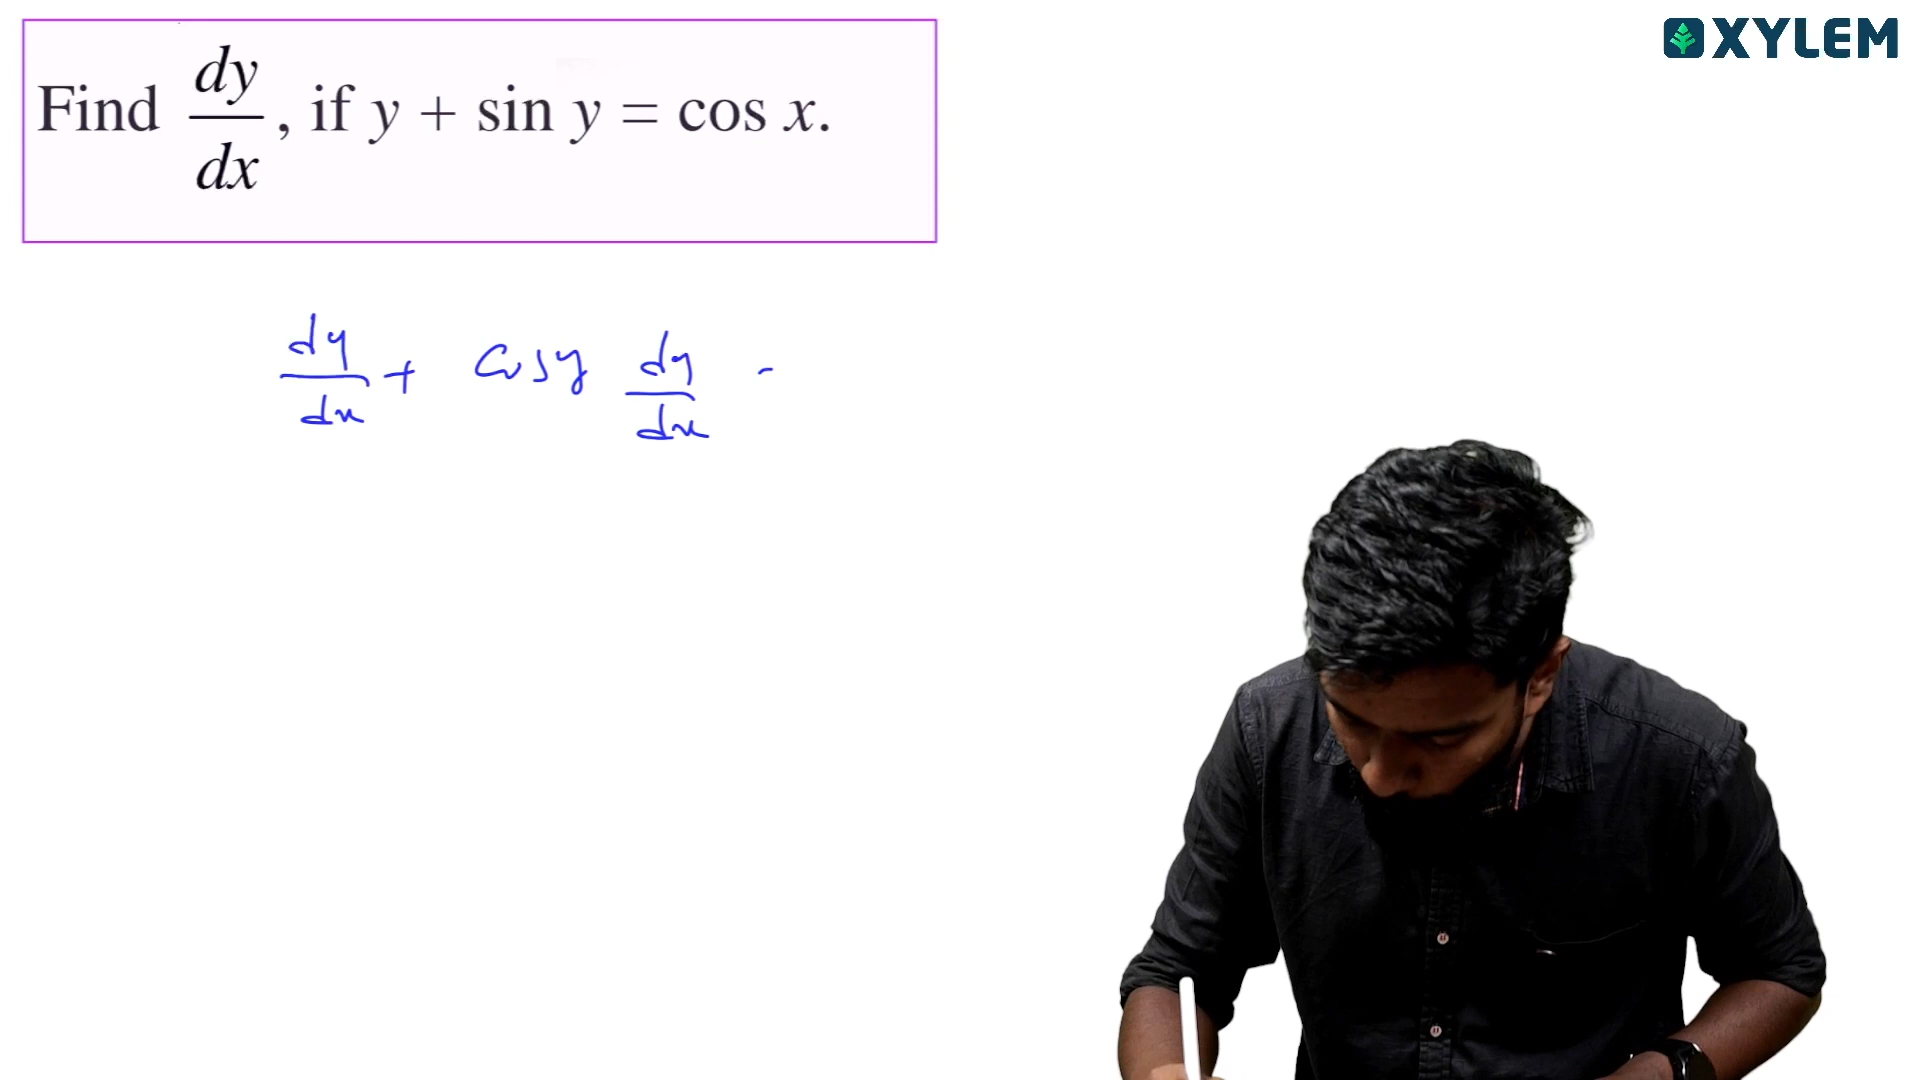 XYLEM
Find dy/dx, if y + sin y = cos x.
dy/dx + cos y dy/dx -